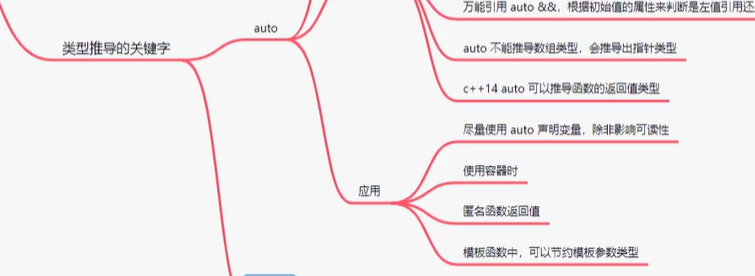 万能引用 auto &&，根据初始值的属性来判断是左值引用还
类型推导的关键字
auto
auto 不能推导数组类型，会推导出指针类型
c++14 auto 可以推导函数的返回值类型
尽量使用 auto 声明变量，除非影响可读性
使用容器时
应用
匿名函数返回值
模板函数中，可以节约模板参数类型